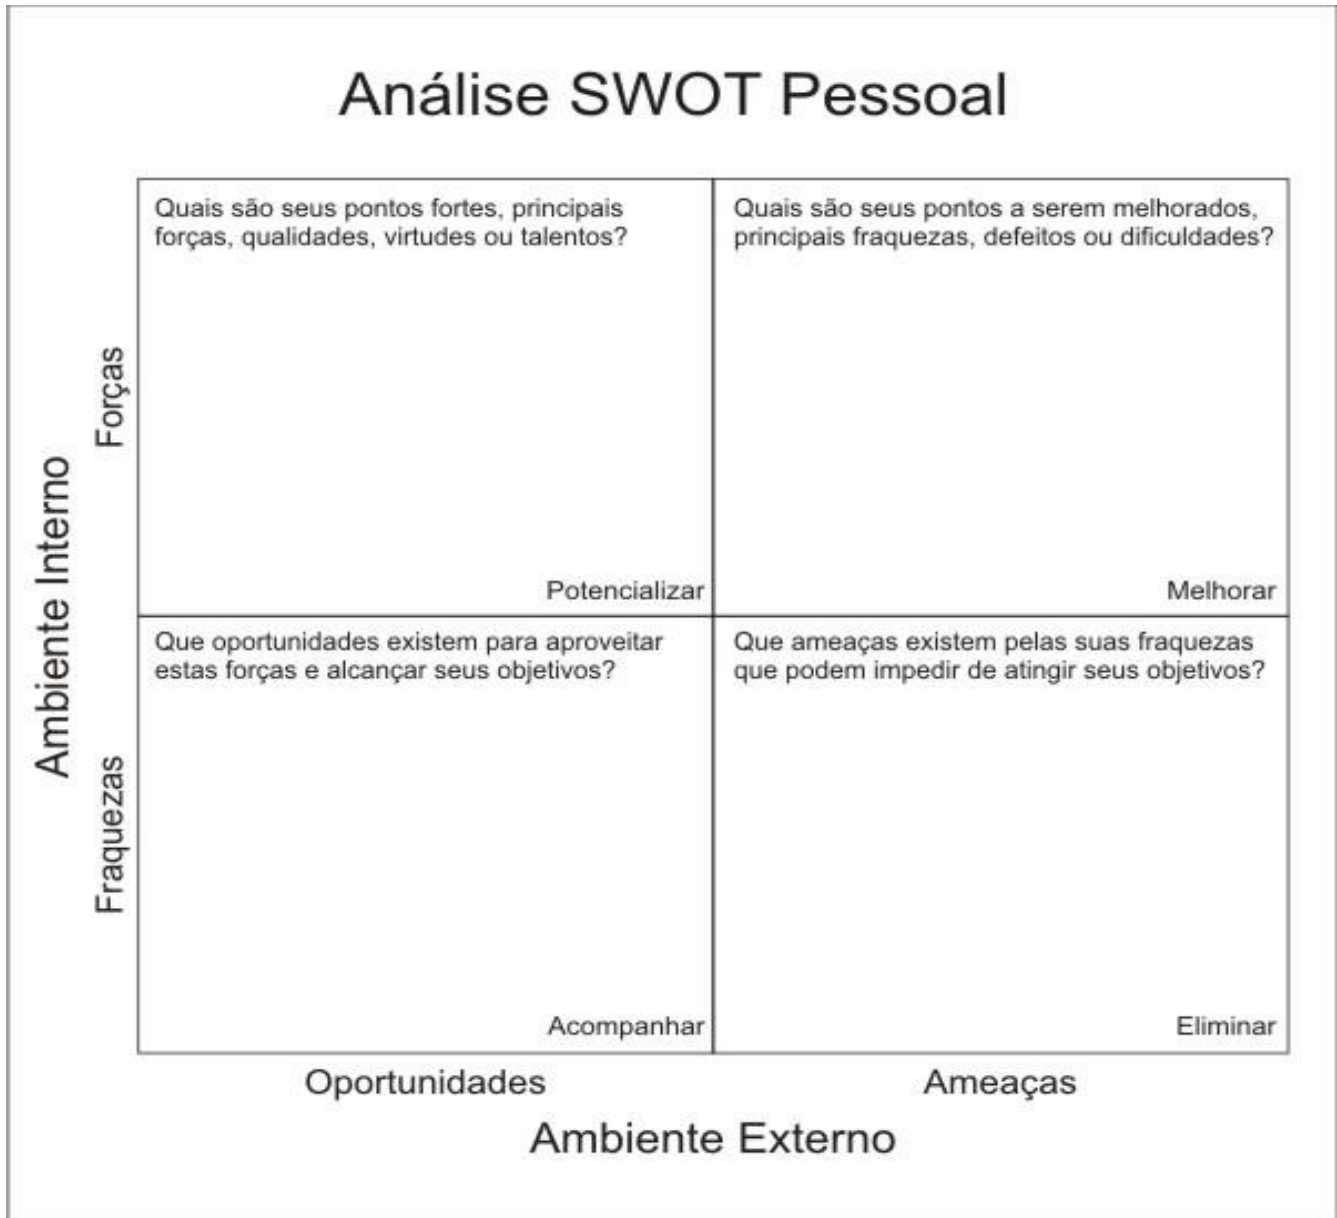 Análise SWOT Pessoal
Quais são seus pontos fortes, principais
forças, qualidades, virtudes ou talentos?
Potencializar
Quais são seus pontos a serem melhorados,
principais fraquezas, defeitos ou dificuldades?
Melhorar
Que oportunidades existem para aproveitar
estas forças e alcançar seus objetivos?
Acompanhar
Que ameaças existem pelas suas fraquezas
que podem impedir de atingir seus objetivos?
Eliminar
Ambiente Interno
Forças
Fraquezas
Oportunidades
Ameaças
Ambiente Externo